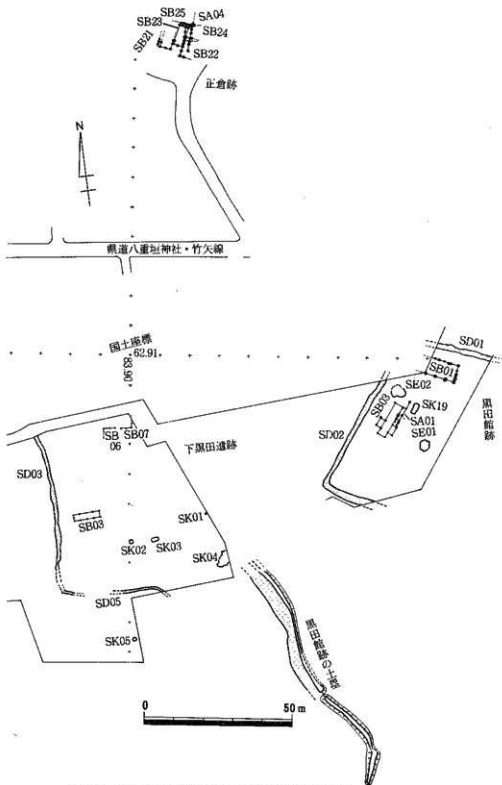 SB25
SA04
SB23
SB24
SB21
SB22
正倉跡
N
県道八重垣神社・竹矢線
国土座標
62.91
83.90
SD01
SB01
SE02
SB03
SK19
SA01
SE01
SD02
黒田館跡
SB06
SB07
下黒田遺跡
SD03
SB03
SK01
SK02
SK03
SK04
SD05
SK05
黒田館跡の土塁
0
50 m